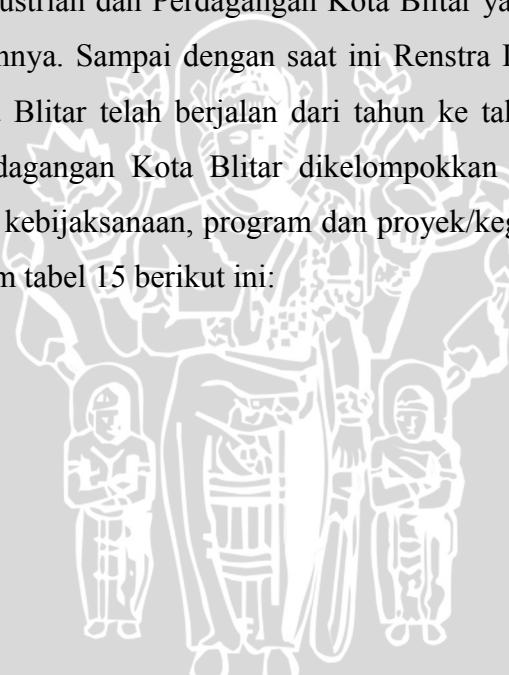 ustrian dan Perdagangan Kota Blitar ya
nnya. Sampai dengan saat ini Renstra
Blitar telah berjalan dari tahun ke
dagangan Kota Blitar dikelompokkan
kebijaksanaan, program dan proyek/keg
m tabel 15 berikut ini: